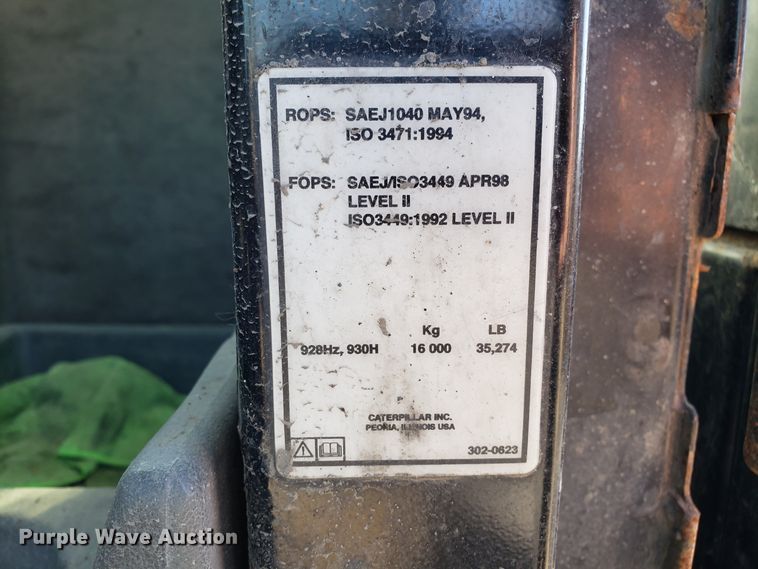 ROPS: SAEJ1040 MAY94,
ISO 3471:1994
FOPS: SAEJ/ISO3449 APR98
LEVEL II
ISO3449:1992 LEVEL II
Kg LB
928Hz, 930H 16 000 35,274
CATERPILLAR INC.
PEORIA, ILLINOIS USA
302-0623
Purple Wave Auction®